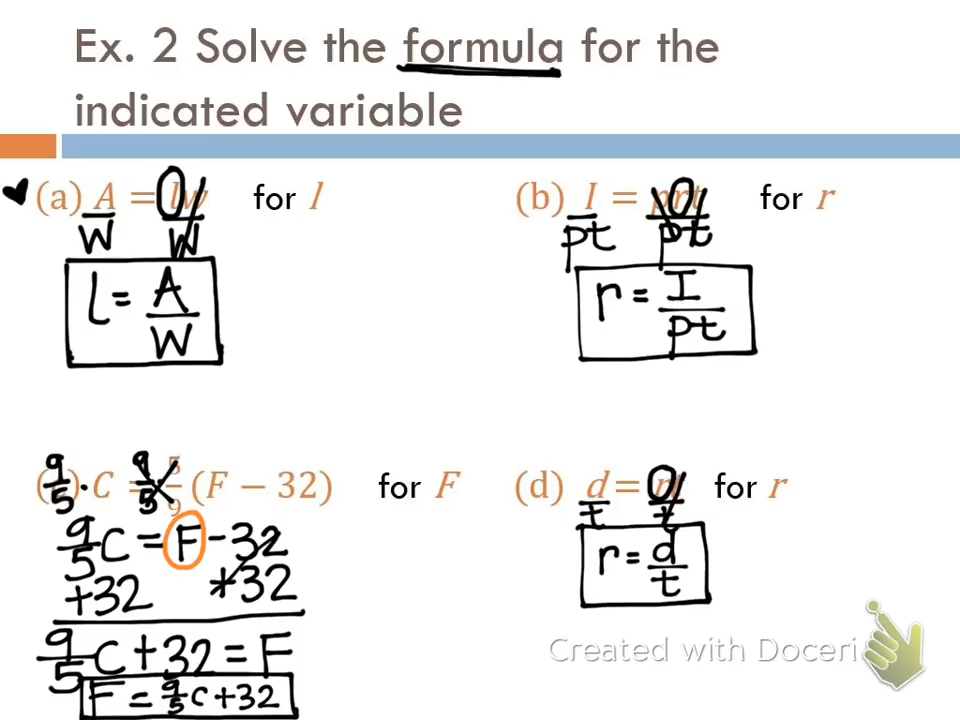 Ex. 2 Solve the formula for the
indicated variable
(a) A = lw for l
W W
l = A/W
(b) I = prt for r
pt pt
r = I/pt
9/5 · C = 9/5 · 5/9 (F − 32) for F
9/5 C = F − 32
+32 +32
9/5 C + 32 = F
F = 9/5 C + 32
(d) d = rt for r
t t
r = d/t
Created with Doceri